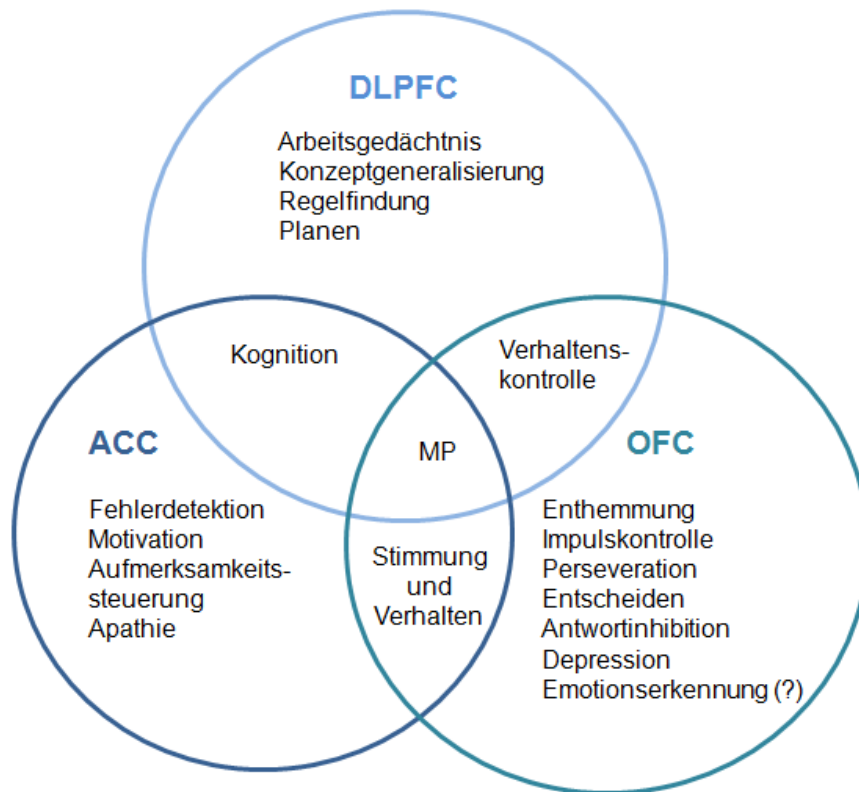 DLPFC
Arbeitsgedächtnis
Konzeptgeneralisierung
Regelfindung
Planen
Kognition
Verhaltens-
kontrolle
ACC
MP
OFC
Fehlerdetektion
Motivation
Aufmerksamkeits-
steuerung
Apathie
Stimmung
und
Verhalten
Enthemmung
Impulskontrolle
Perseveration
Entscheiden
Antwortinhibition
Depression
Emotionserkennung (?)